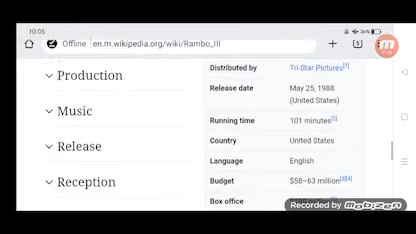 10:05
26%
Offline en.m.wikipedia.org/wiki/Rambo_III
Production
Music
Release
Reception
Distributed by Tri-Star Pictures[1]
Release date May 25, 1988
(United States)
Running time 101 minutes[2]
Country United States
Language English
Budget $58–63 million[3][4]
Box office
Recorded by Mobizen